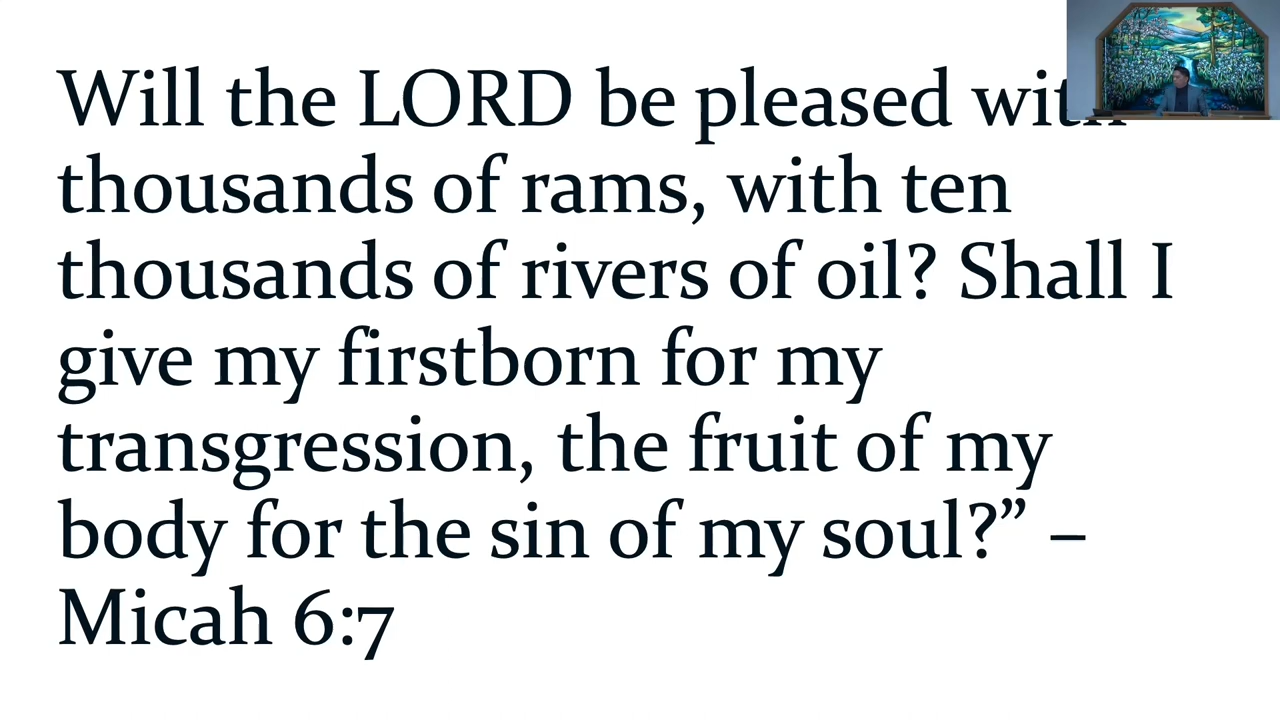 Will the LORD be pleased with
thousands of rams, with ten
thousands of rivers of oil? Shall I
give my firstborn for my
transgression, the fruit of my
body for the sin of my soul?” –
Micah 6:7